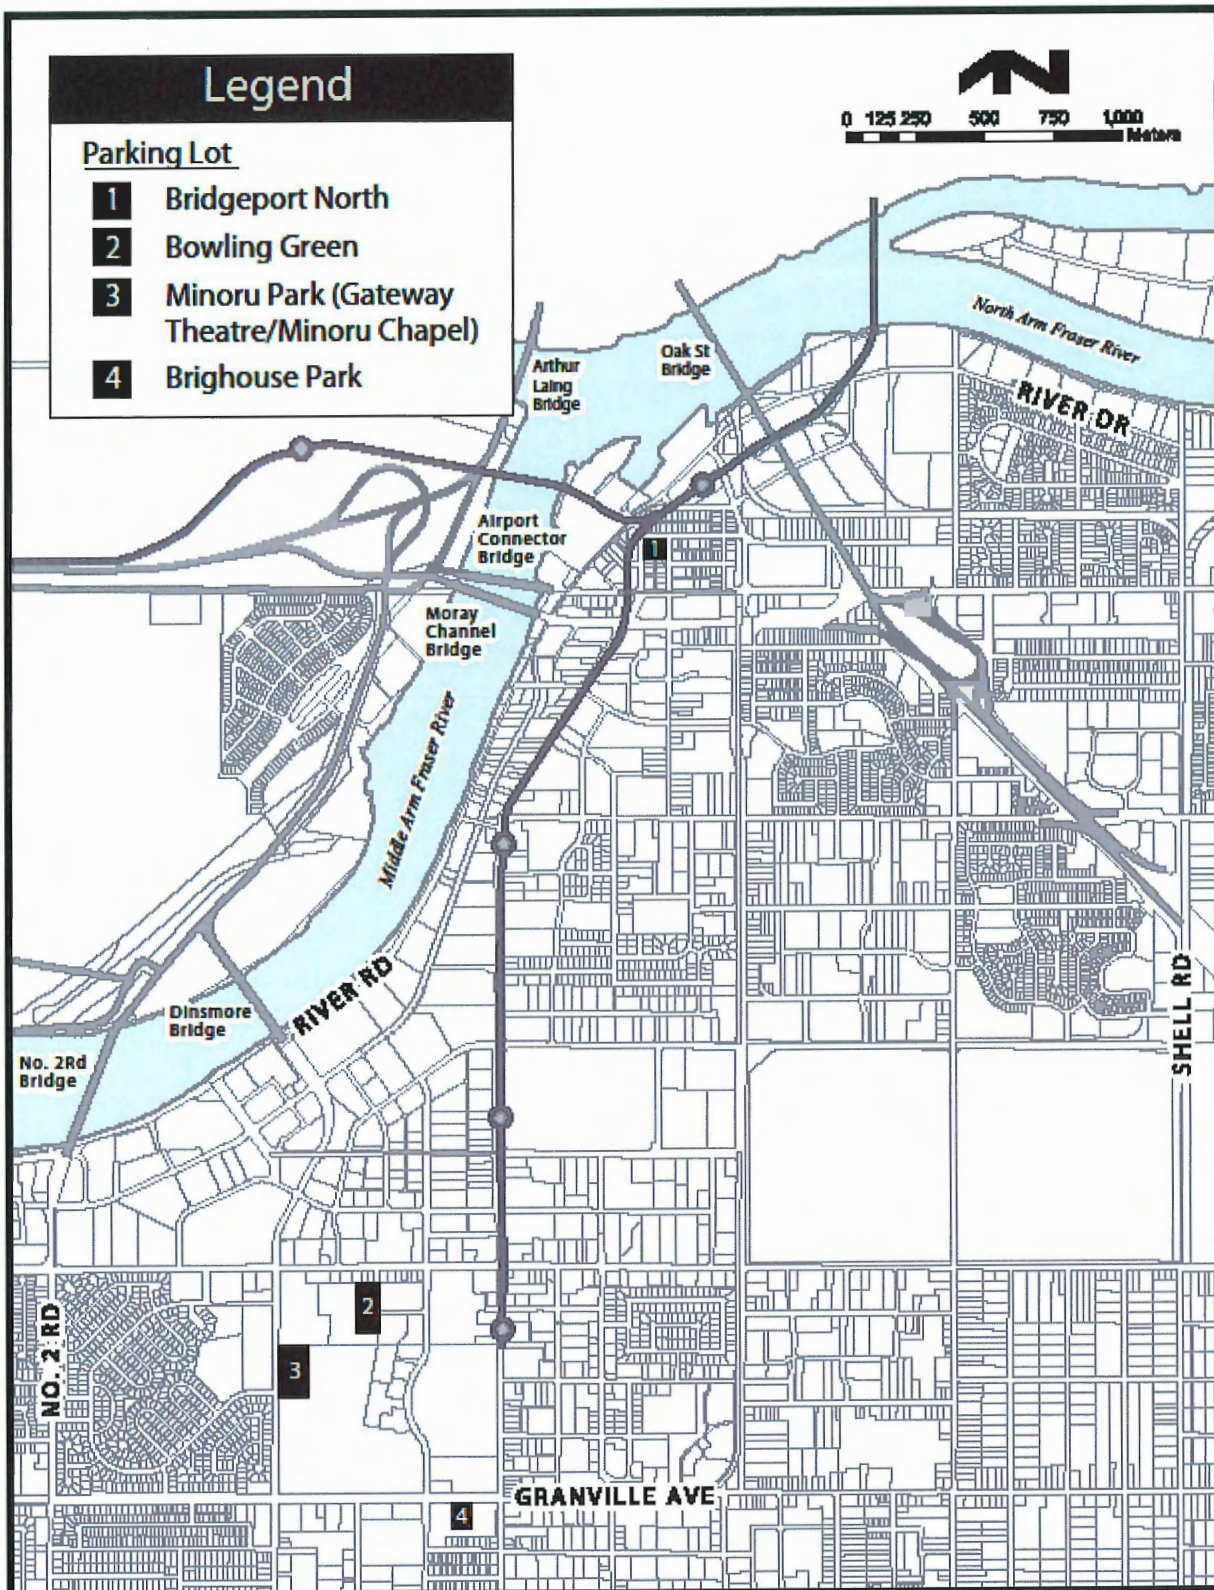 Legend
Parking Lot
1 Bridgeport North
2 Bowling Green
3 Minoru Park (Gateway
Theatre/Minoru Chapel)
4 Brighouse Park
N
0 125 250 500 750 1,000
Meters
North Arm Fraser River
RIVER DR
Oak St
Bridge
Arthur
Laing
Bridge
Airport
Connector
Bridge
1
Moray
Channel
Bridge
Middle Arm Fraser River
RIVER RD
Dinsmore
Bridge
No. 2Rd
Bridge
SHELL RD
NO. 2 RD
2
3
GRANVILLE AVE
4